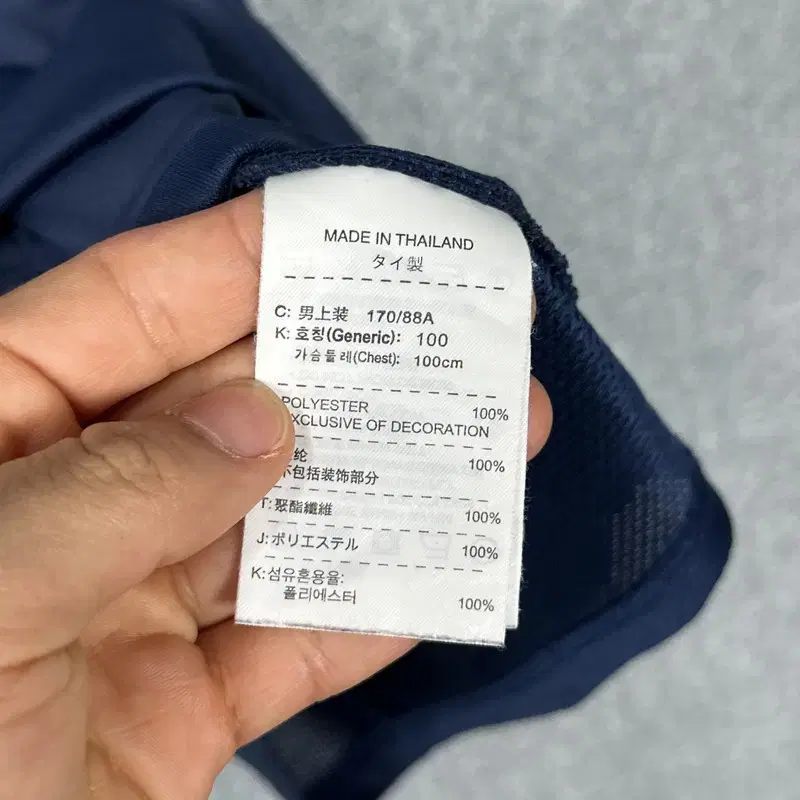 MADE IN THAILAND
タイ製
C: 男上装 170/88A
K: 호칭(Generic): 100
가슴둘레(Chest): 100cm
POLYESTER 100%
EXCLUSIVE OF DECORATION
纶 100%
不包括装饰部分
T: 聚酯纖維 100%
J: ポリエステル 100%
K: 섬유혼용율:
폴리에스터 100%